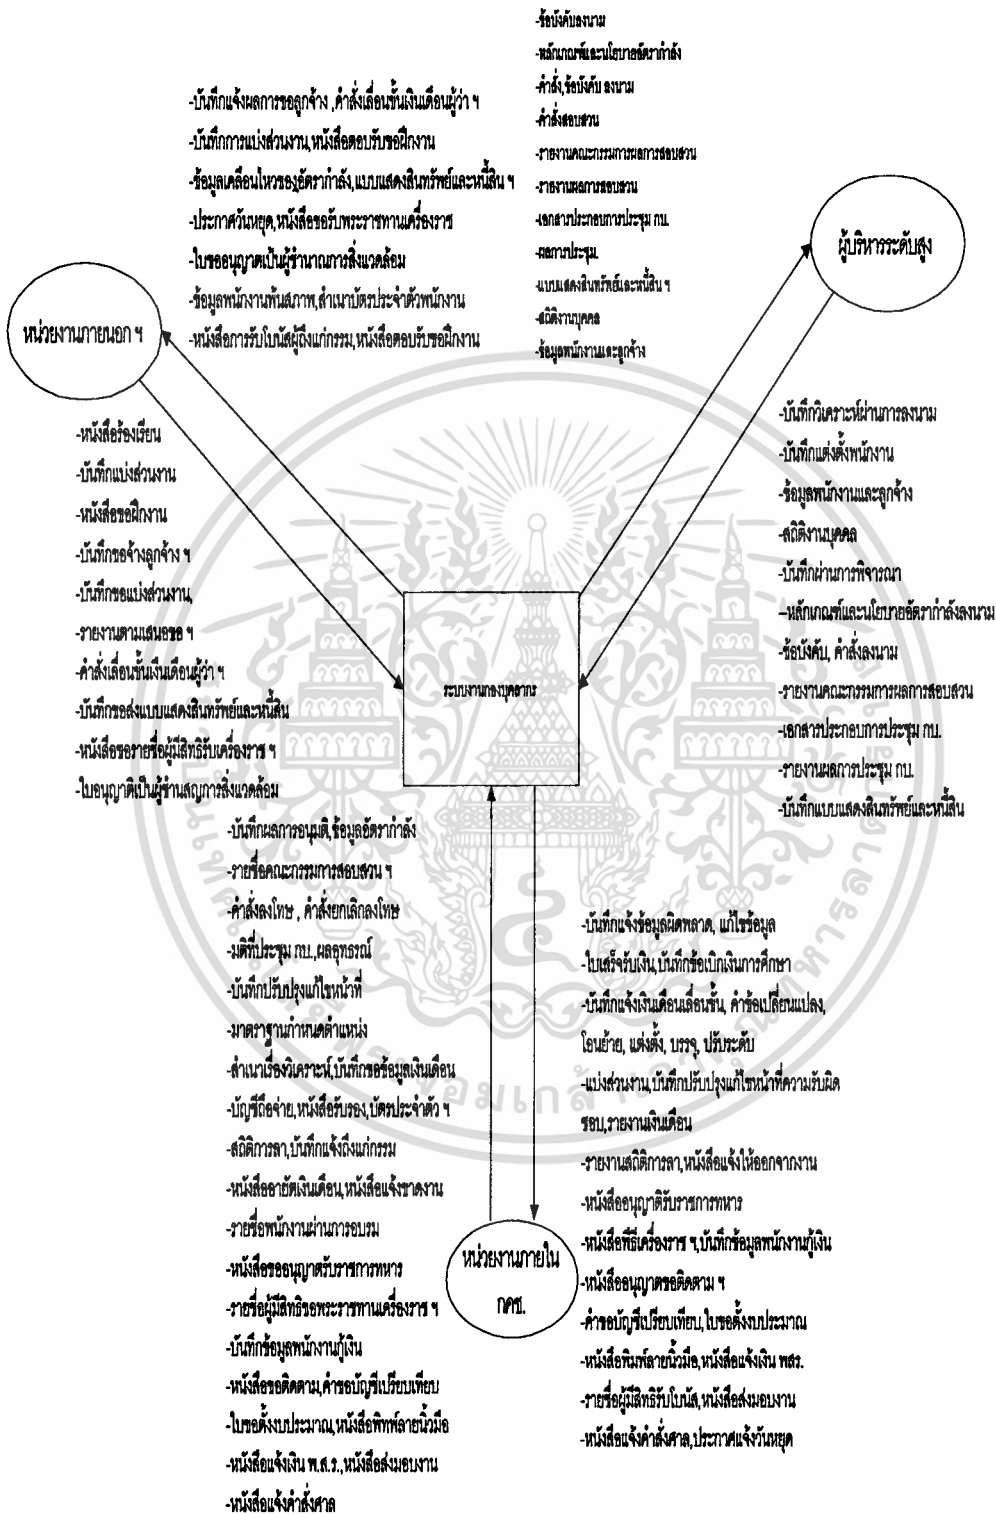 -ข้อบังคับลงนาม
-หลักเกณฑ์และนโยบายอัตรากำลัง
-คำสั่ง,ข้อบังคับ ลงนาม
-คำสั่งสอบสวน
-รายงานคณะกรรมการผลการสอบสวน
-รายงานผลการสอบสวน
-เอกสารประกอบการประชุม กบ.
-ผลการประชุม.
-แบบแสดงสินทรัพย์และหนี้สิน ฯ
-สถิติงานบุคคล
-ข้อมูลพนักงานและลูกจ้าง
-บันทึกแจ้งผลการขอลูกจ้าง ,คำสั่งเลื่อนขั้นเงินเดือนผู้ว่า ฯ
-บันทึกการแบ่งส่วนงาน,หนังสือตอบรับขอฝึกงาน
-ข้อมูลเคลื่อนไหวของอัตรากำลัง,แบบแสดงสินทรัพย์และหนี้สิน ฯ
-ประกาศวันหยุด,หนังสือขอรับพระราชทานเครื่องราช
-ใบขออนุญาตเป็นผู้ชำนาณการสิ่งแวดล้อม
-ข้อมูลพนักงานพ้นสภาพ,สำเนาบัตรประจำตัวพนักงาน
-หนังสือการรับโบนัสผู้ถึงแก่กรรม,หนังสือตอบรับขอฝึกงาน
ผู้บริหารระดับสูง
หน่วยงานภายนอก ฯ
-หนังสือร้องเรียน
-บันทึกแบ่งส่วนงาน
-หนังสือขอฝึกงาน
-บันทึกขอจ้างลูกจ้าง ฯ
-บันทึกขอแบ่งส่วนงาน,
-รายงานตามเสนอขอ ฯ
-คำสั่งเลื่อนขั้นเงินเดือนผู้ว่า ฯ
-บันทึกขอส่งแบบแสดงสินทรัพย์และหนี้สิน
-หนังสือขอรายชื่อผู้มีสิทธิรับเครื่องราช ฯ
-ใบอนุญาติเป็นผู้ชำนสญการสิ่งแวดล้อม
-บันทึกวิเคราะห์ผ่านการลงนาม
-บันทึกแต่งตั้งพนักงาน
-ข้อมูลพนักงานและลูกจ้าง
-สถิติงานบุคคล
-บันทึกผ่านการพิจารณา
--หลักเกณฑ์และนโยบายอัตรากำลังลงนาม
-ข้อบังคับ, คำสั่งลงนาม
-รายงานคณะกรรมการผลการสอบสวน
-เอกสารประกอบการประชุม กบ.
-รายงานผลการประชุม กบ.
-บันทึกแบบแสดงสินทรัพย์และหนี้สิน
ระบบงานกองบุคลากร
-บันทึกผลการอนุมติ,ข้อมูลอัตรากำลัง
-รายชื่อคณะกรรมการสอบสวน ฯ
-คำสั่งลงโทษ , คำสั่งยกเลิกลงโทษ
-มติที่ประชุม กบ.,ผลอุทธรณ์
-บันทึกปรับปรุงแก้ไขหน้าที่
-มาตราฐานกำหนดตำแหน่ง
-สำเนาเรื่องวิเคราะห์,บันทึกขอข้อมูลเงินเดือน
-บัญชีถือจ่าย,หนังสือรับรอง,บัตรประจำตัว ฯ
-สถิติการลา,บันทึกแจ้งถึงแก่กรรม
-หนังสืออายัตเงินเดือน,หนังสือแจ้งขาดงาน
-รายชื่อพนักงานผ่านการอบรม
-หนังสือขออนุญาตรับราชการทหาร
-รายชื่อผู้มีสิทธิขอพระราชทานเครื่องราช ฯ
-บันทึกข้อมูลพนักงานกู้เงิน
-หนังสือขอติดตาม,คำขอบัญชีเปรียบเทียบ
-ใบขอตั้งงบประมาณ,หนังสือพิทพ์ลายนิ้วมือ
-หนังสือแจ้งเงิน พ.ส.ร.,หนังสือส่งมอบงาน
-หนังสือแจ้งคำสั่งศาล
-บันทึกแจ้งข้อมูลผิดพลาด, แก้ไขข้อมูล
-ใบเสร็จรับเงิน,บันทึกข้อเบิกเงินการศึกษา
-บันทึกแจ้งเงินเดือนเลื่อนขั้น, คำข้อเปลี่ยนแปลง,
โอนย้าย, แต่งตั้ง, บรรจุ, ปรับระดับ
-แบ่งส่วนงาน,บันทึกปรับปรุงแก้ไขหน้าที่ความรับผิด
ชอบ,รายงานเงินเดือน
-รายงานสถิติการลา,หนังสือแจ้งให้ออกจากงาน
-หนังสืออนุญาติรับราชการทหาร
-หนังสือพิธีเครื่องราช ฯ,บันทึกข้อมูลพนักงานกู้เงิน
-หนังสืออนุญาตขอติดตาม ฯ
-คำขอบัญชีเปรียบเทียบ,ใบขอตั้งงบประมาณ
-หนังสือพิมพ์ลายนิ้วมือ,หนังสือแจ้งเงิน พสร.
-รายชื่อผู้มีสิทธิรับโบนัส,หนังสือส่งมอบงาน
-หนังสือแจ้งคำสั่งศาล,ประกาศแจ้งวันหยุด
หน่วยงานภายใน
กคช.